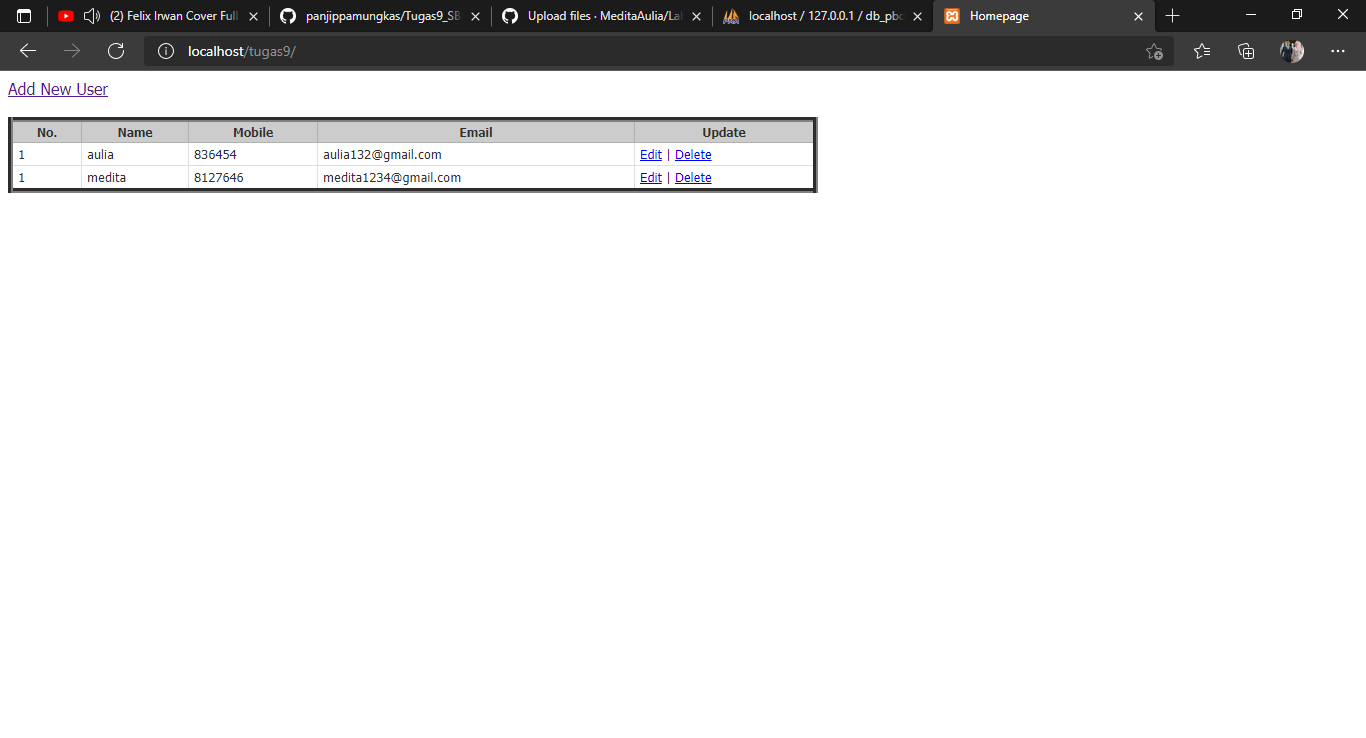 (2) Felix Irwan Cover Full
panjippamungkas/Tugas9_SB
Upload files · MeditaAulia/Lal
localhost / 127.0.0.1 / db_pbo
Homepage
localhost/tugas9/
Add New User
No. Name Mobile Email Update
1 aulia 836454 aulia132@gmail.com Edit | Delete
1 medita 8127646 medita1234@gmail.com Edit | Delete